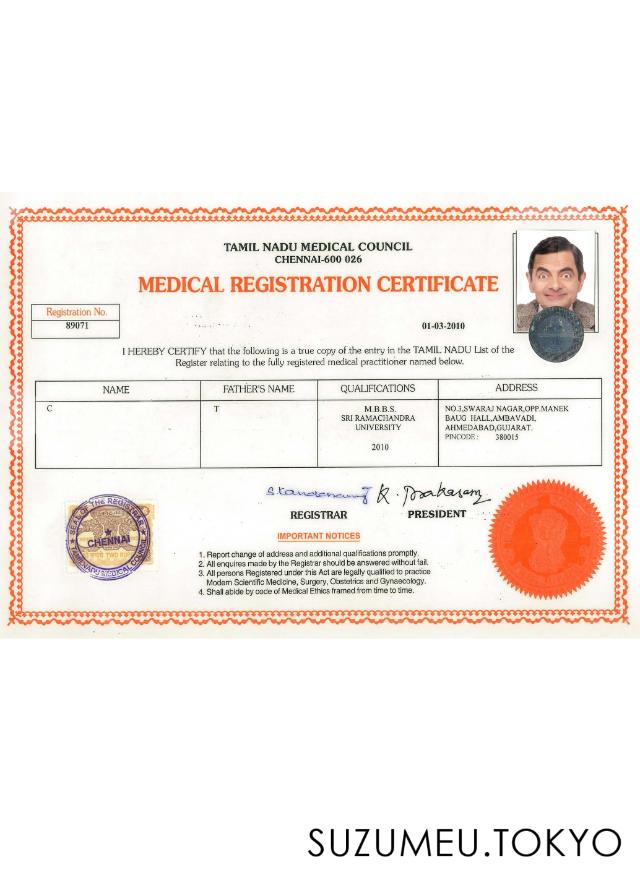 TAMIL NADU MEDICAL COUNCIL
CHENNAI-600 026
MEDICAL REGISTRATION CERTIFICATE
Registration No.
89071
01-03-2010
I HEREBY CERTIFY that the following is a true copy of the entry in the TAMIL NADU List of the
Register relating to the fully registered medical practitioner named below.
NAME FATHER'S NAME QUALIFICATIONS ADDRESS
C T M.B.B.S.
SRI RAMACHANDRA
UNIVERSITY
2010
NO.3,SWARAJ NAGAR,OPP.MANEK
BAUG HALL,AMBAVADI,
AHMEDABAD,GUJARAT.
PINCODE : 380015
K. Prakasam
REGISTRAR PRESIDENT
SEAL OF THE REGISTRAR
CHENNAI
TAMILNADU MEDICAL COUNCIL
IMPORTANT NOTICES
1. Report change of address and additional qualifications promptly.
2. All enquires made by the Registrar should be answered without fail.
3. All persons Registered under this Act are legally qualified to practice
Modern Scientific Medicine, Surgery, Obstetrics and Gynaecology.
4. Shall abide by code of Medical Ethics framed from time to time.
SUZUMEU.TOKYO